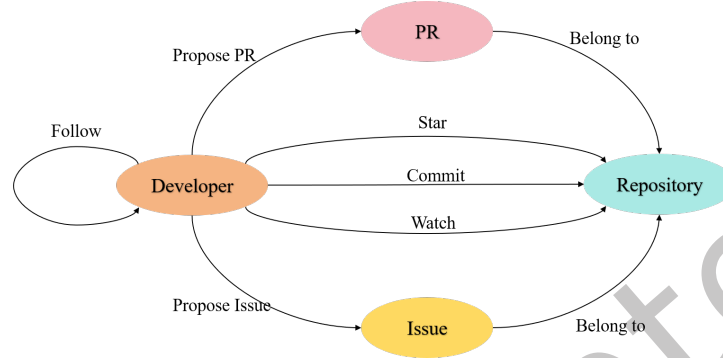 PR
Propose PR
Belong to
Follow
Star
Developer
Commit
Repository
Watch
Propose Issue
Issue
Belong to